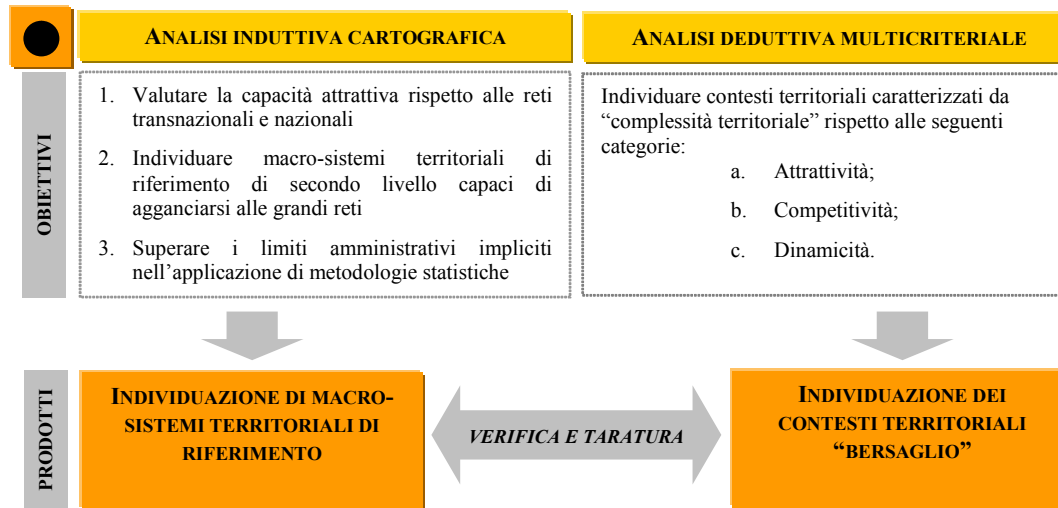 ANALISI INDUTTIVA CARTOGRAFICA
ANALISI DEDUTTIVA MULTICRITERIALE
OBIETTIVI
1. Valutare la capacità attrattiva rispetto alle reti
transnazionali e nazionali
2. Individuare macro-sistemi territoriali di
riferimento di secondo livello capaci di
agganciarsi alle grandi reti
3. Superare i limiti amministrativi impliciti
nell’applicazione di metodologie statistiche
Individuare contesti territoriali caratterizzati da
“complessità territoriale” rispetto alle seguenti
categorie:
a. Attrattività;
b. Competitività;
c. Dinamicità.
PRODOTTI
INDIVIDUAZIONE DI MACRO-
SISTEMI TERRITORIALI DI
RIFERIMENTO
VERIFICA E TARATURA
INDIVIDUAZIONE DEI
CONTESTI TERRITORIALI
“BERSAGLIO”